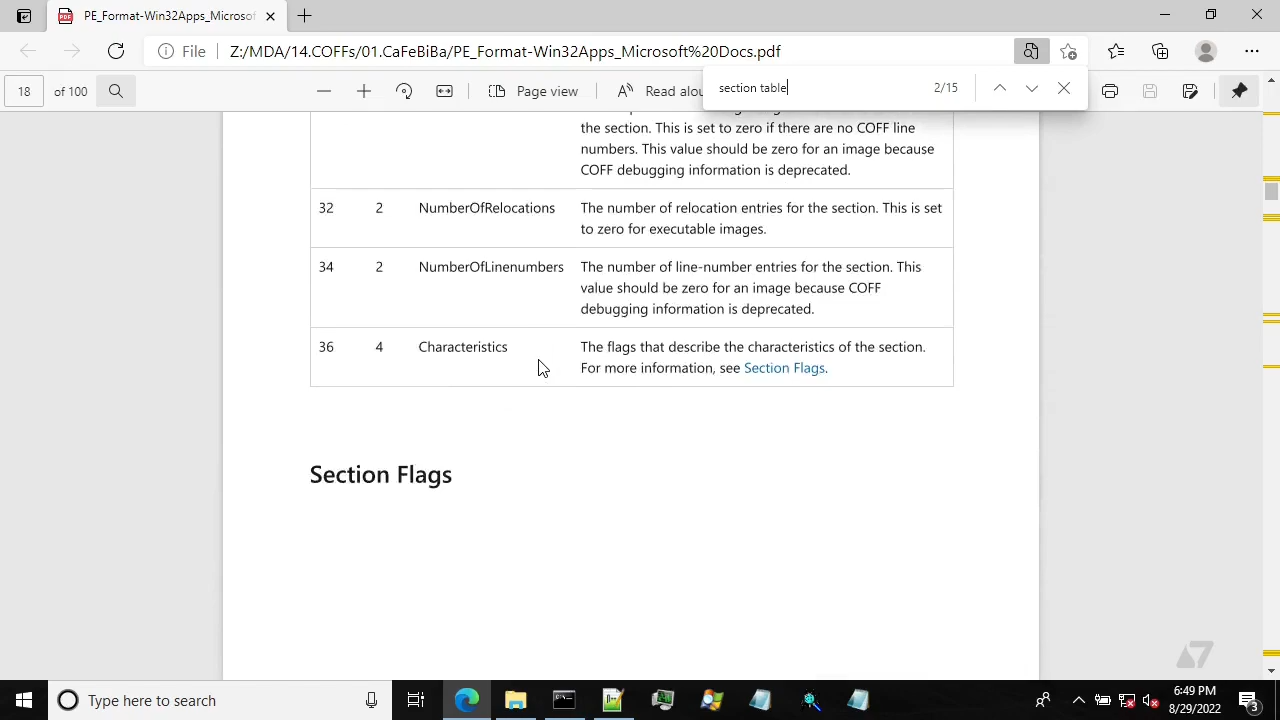 PE_Format-Win32Apps_Microsof
File
Z:/MDA/14.COFFs/01.CaFeBiBa/PE_Format-Win32Apps_Microsoft%20Docs.pdf
section table
2/15
18
of 100
Page view
Read alou
the section. This is set to zero if there are no COFF line
numbers. This value should be zero for an image because
COFF debugging information is deprecated.
32 2 NumberOfRelocations The number of relocation entries for the section. This is set
to zero for executable images.
34 2 NumberOfLinenumbers The number of line-number entries for the section. This
value should be zero for an image because COFF
debugging information is deprecated.
36 4 Characteristics The flags that describe the characteristics of the section.
For more information, see Section Flags.
Section Flags
Type here to search
6:49 PM
8/29/2022
3